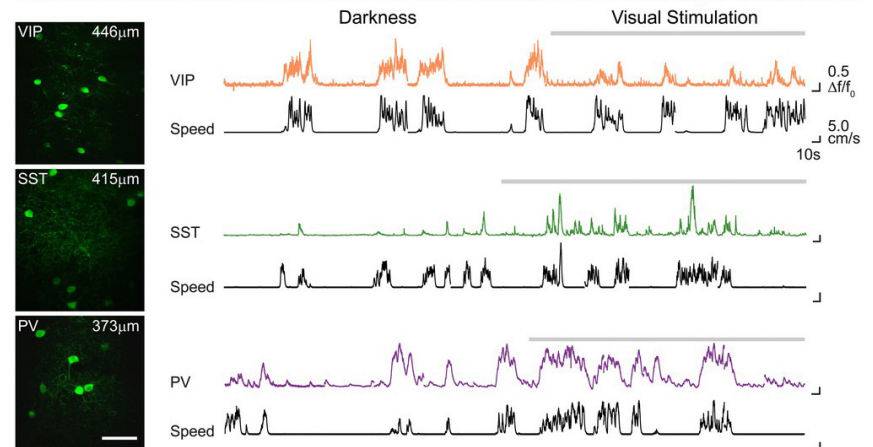 Darkness
Visual Stimulation
VIP 446μm
VIP
0.5
Δf/f₀
Speed
5.0
cm/s
10s
SST 415μm
SST
Speed
PV 373μm
PV
Speed